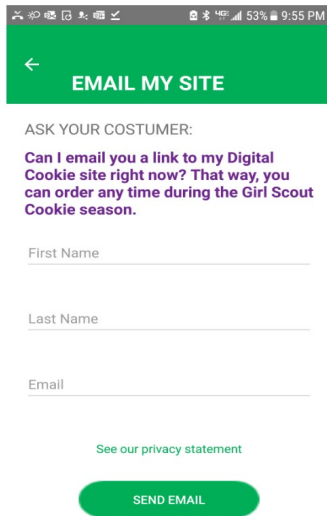 53% 9:55 PM
EMAIL MY SITE
ASK YOUR COSTUMER:
Can I email you a link to my Digital
Cookie site right now? That way, you
can order any time during the Girl Scout
Cookie season.
First Name
Last Name
Email
See our privacy statement
SEND EMAIL